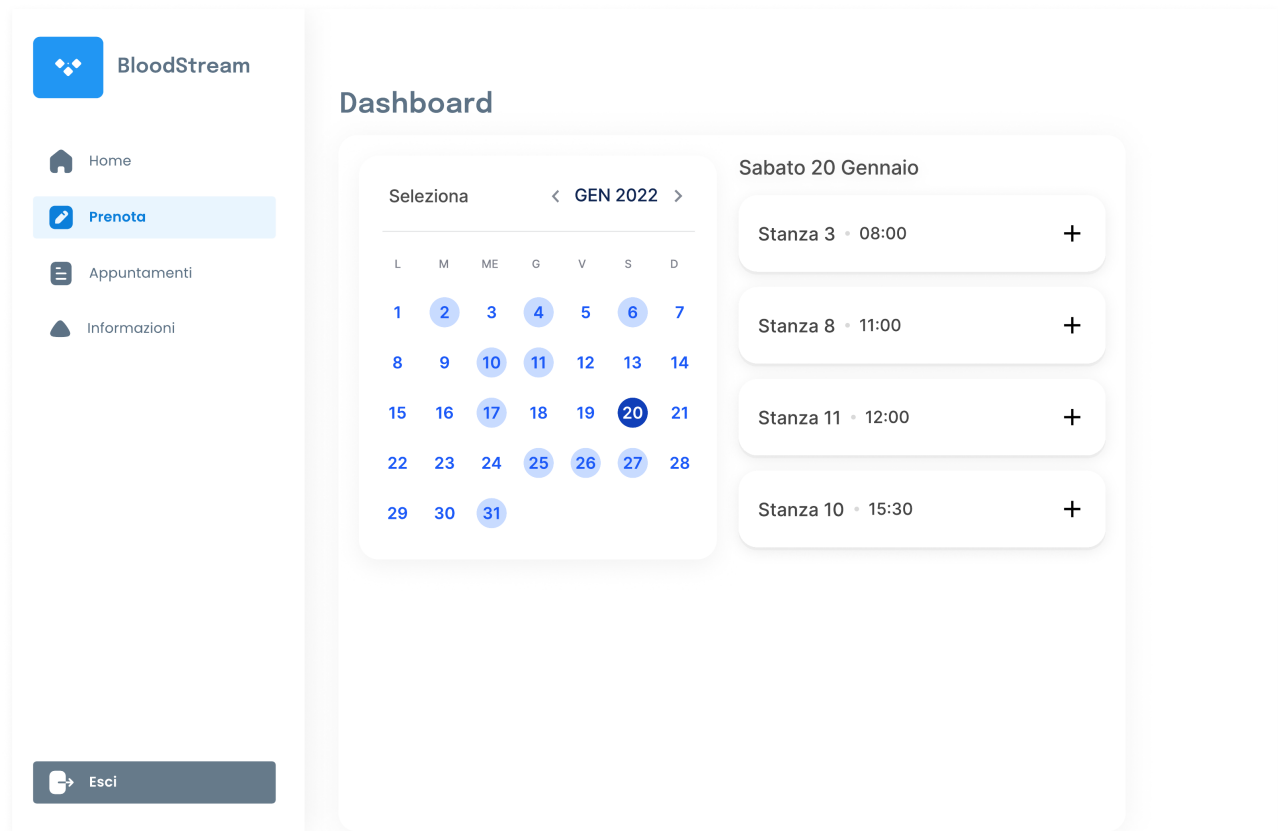 BloodStream
Home
Prenota
Appuntamenti
Informazioni
Esci
Dashboard
Seleziona
GEN 2022
L M ME G V S D
1 2 3 4 5 6 7
8 9 10 11 12 13 14
15 16 17 18 19 20 21
22 23 24 25 26 27 28
29 30 31
Sabato 20 Gennaio
Stanza 3 • 08:00
Stanza 8 • 11:00
Stanza 11 • 12:00
Stanza 10 • 15:30